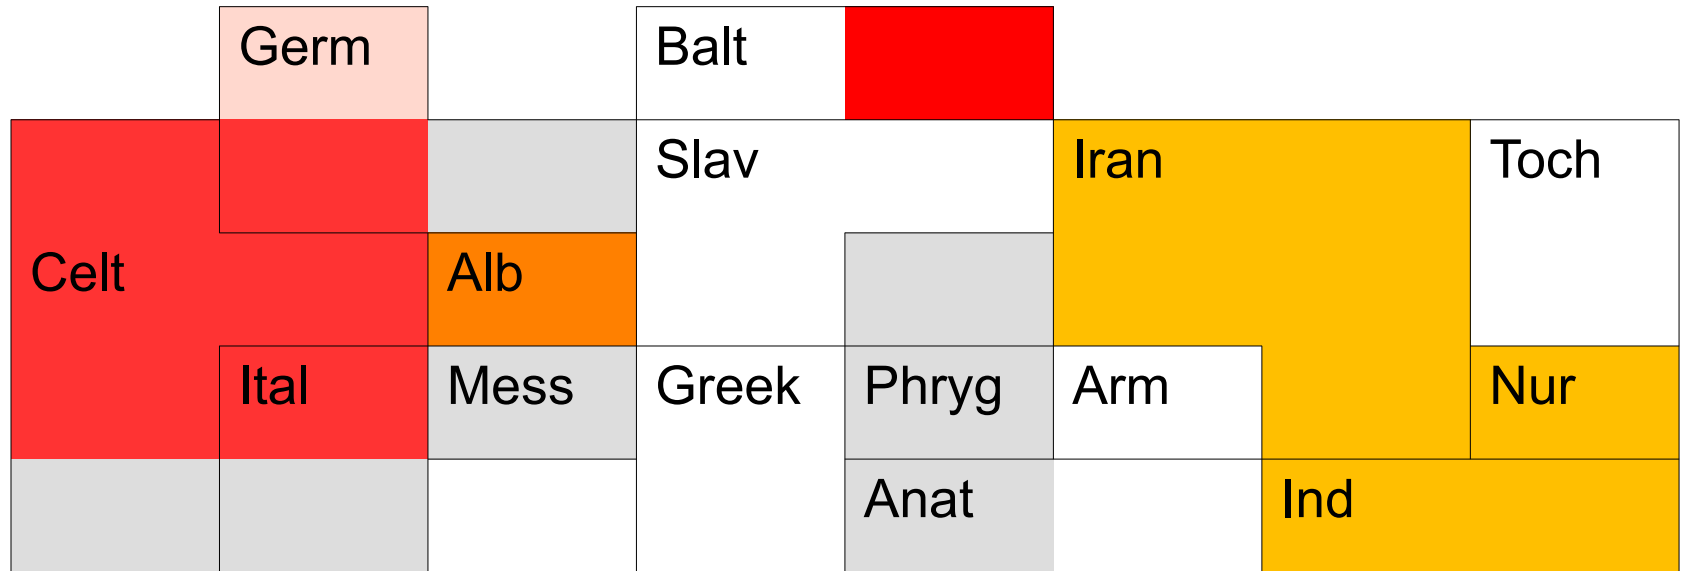 Germ Balt
Slav Iran Toch
Celt Alb
Ital Mess Greek Phryg Arm Nur
Anat Ind